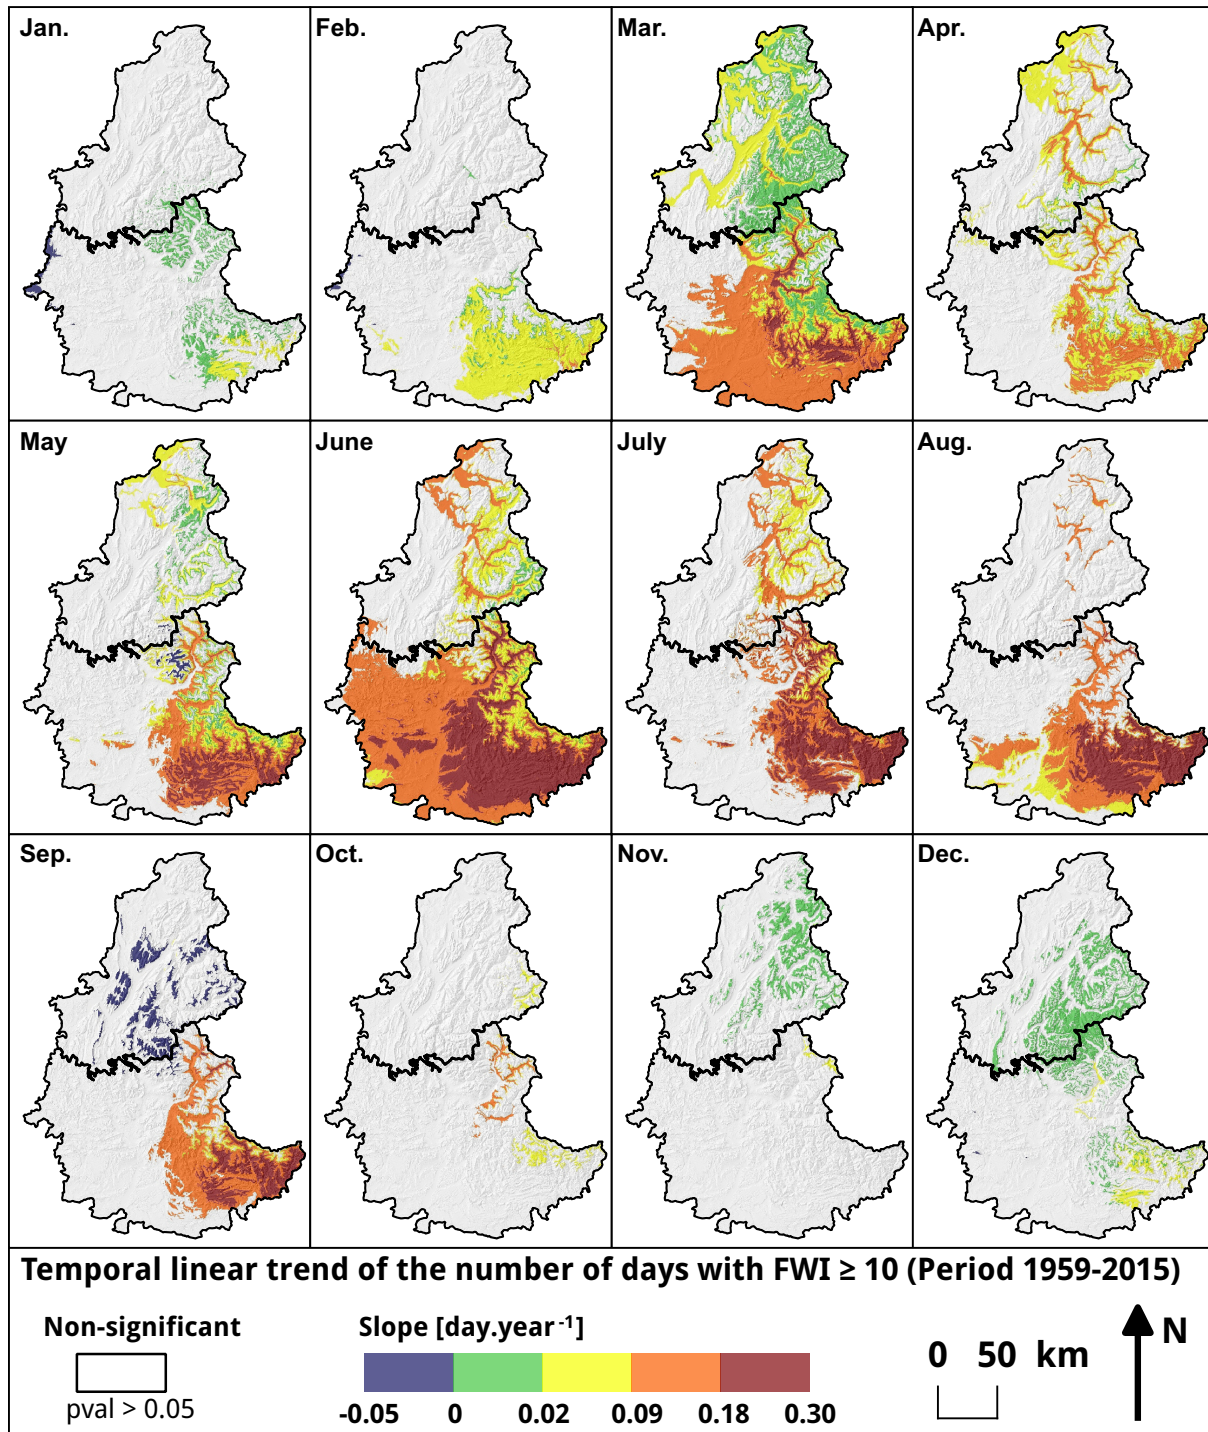 Jan.
Feb.
Mar.
Apr.
May
June
July
Aug.
Sep.
Oct.
Nov.
Dec.
Temporal linear trend of the number of days with FWI ≥ 10 (Period 1959-2015)
Non-significant
pval > 0.05
Slope [day.year⁻¹]
-0.05 0 0.02 0.09 0.18 0.30
0 50 km
N